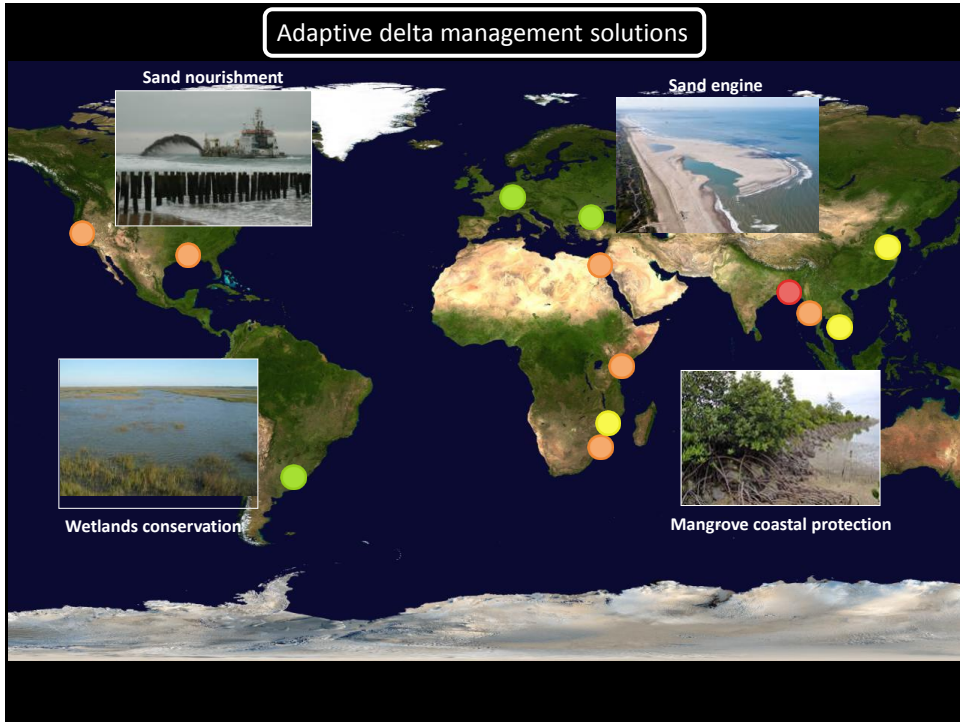 Adaptive delta management solutions
Sand nourishment
Sand engine
Wetlands conservation
Mangrove coastal protection